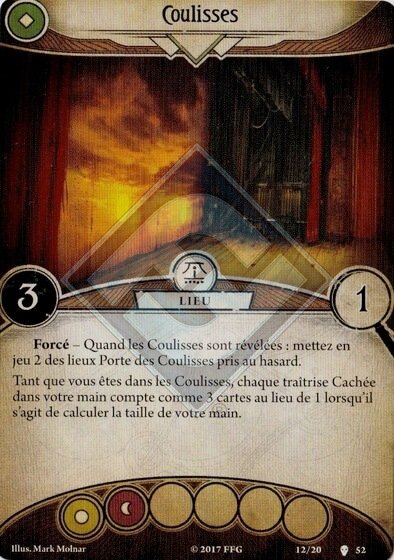 Coulisses
3
LIEU
1
Forcé – Quand les Coulisses sont révélées : mettez en
jeu 2 des lieux Porte des Coulisses pris au hasard.
Tant que vous êtes dans les Coulisses, chaque traîtrise Cachée
dans votre main compte comme 3 cartes au lieu de 1 lorsqu'il
s'agit de calculer la taille de votre main.
Illus. Mark Molnar © 2017 FFG 12/20 52